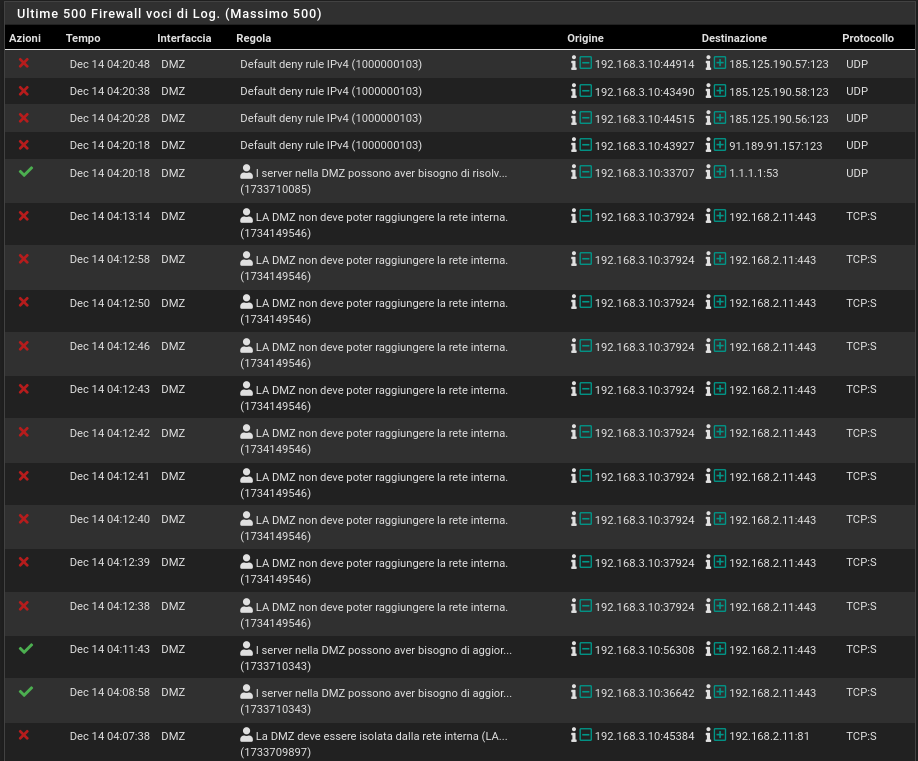 Ultime 500 Firewall voci di Log. (Massimo 500)
Azioni Tempo Interfaccia Regola Origine Destinazione Protocollo
Dec 14 04:20:48 DMZ Default deny rule IPv4 (1000000103) 192.168.3.10:44914 185.125.190.57:123 UDP
Dec 14 04:20:38 DMZ Default deny rule IPv4 (1000000103) 192.168.3.10:43490 185.125.190.58:123 UDP
Dec 14 04:20:28 DMZ Default deny rule IPv4 (1000000103) 192.168.3.10:44515 185.125.190.56:123 UDP
Dec 14 04:20:18 DMZ Default deny rule IPv4 (1000000103) 192.168.3.10:43927 91.189.91.157:123 UDP
Dec 14 04:20:18 DMZ I server nella DMZ possono aver bisogno di risolv... 192.168.3.10:33707 1.1.1.1:53 UDP
(1733710085)
Dec 14 04:13:14 DMZ LA DMZ non deve poter raggiungere la rete interna. 192.168.3.10:37924 192.168.2.11:443 TCP:S
(1734149546)
Dec 14 04:12:58 DMZ LA DMZ non deve poter raggiungere la rete interna. 192.168.3.10:37924 192.168.2.11:443 TCP:S
(1734149546)
Dec 14 04:12:50 DMZ LA DMZ non deve poter raggiungere la rete interna. 192.168.3.10:37924 192.168.2.11:443 TCP:S
(1734149546)
Dec 14 04:12:46 DMZ LA DMZ non deve poter raggiungere la rete interna. 192.168.3.10:37924 192.168.2.11:443 TCP:S
(1734149546)
Dec 14 04:12:43 DMZ LA DMZ non deve poter raggiungere la rete interna. 192.168.3.10:37924 192.168.2.11:443 TCP:S
(1734149546)
Dec 14 04:12:42 DMZ LA DMZ non deve poter raggiungere la rete interna. 192.168.3.10:37924 192.168.2.11:443 TCP:S
(1734149546)
Dec 14 04:12:41 DMZ LA DMZ non deve poter raggiungere la rete interna. 192.168.3.10:37924 192.168.2.11:443 TCP:S
(1734149546)
Dec 14 04:12:40 DMZ LA DMZ non deve poter raggiungere la rete interna. 192.168.3.10:37924 192.168.2.11:443 TCP:S
(1734149546)
Dec 14 04:12:39 DMZ LA DMZ non deve poter raggiungere la rete interna. 192.168.3.10:37924 192.168.2.11:443 TCP:S
(1734149546)
Dec 14 04:12:38 DMZ LA DMZ non deve poter raggiungere la rete interna. 192.168.3.10:37924 192.168.2.11:443 TCP:S
(1734149546)
Dec 14 04:11:43 DMZ I server nella DMZ possono aver bisogno di aggior... 192.168.3.10:56308 192.168.2.11:443 TCP:S
(1733710343)
Dec 14 04:08:58 DMZ I server nella DMZ possono aver bisogno di aggior... 192.168.3.10:36642 192.168.2.11:443 TCP:S
(1733710343)
Dec 14 04:07:38 DMZ La DMZ deve essere isolata dalla rete interna (LA... 192.168.3.10:45384 192.168.2.11:81 TCP:S
(1733709897)